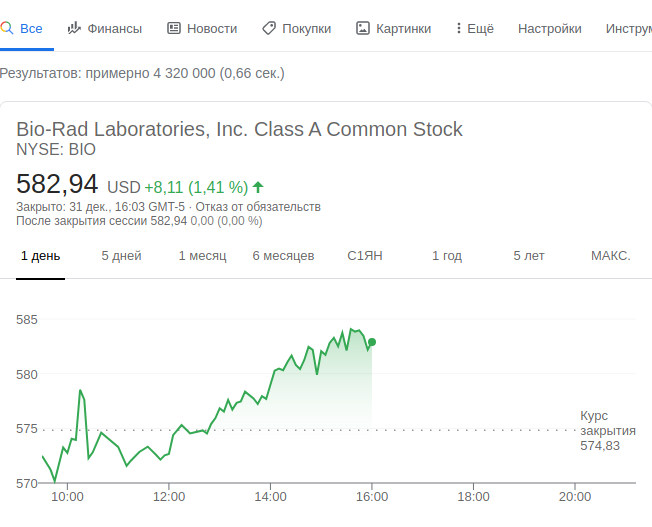 Все Финансы Новости Покупки Картинки Ещё Настройки Инструм
Результатов: примерно 4 320 000 (0,66 сек.)
Bio-Rad Laboratories, Inc. Class A Common Stock
NYSE: BIO
582,94 USD +8,11 (1,41 %)
Закрыто: 31 дек., 16:03 GMT-5 · Отказ от обязательств
После закрытия сессии 582,94 0,00 (0,00 %)
1 день 5 дней 1 месяц 6 месяцев С1ЯН 1 год 5 лет МАКС.
585
580
575
570
Курс
закрытия
574,83
10:00 12:00 14:00 16:00 18:00 20:00